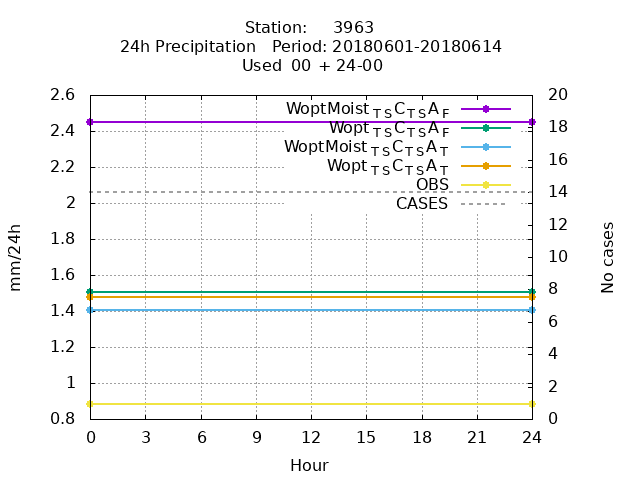 Station: 3963
24h Precipitation Period: 20180601-20180614
Used 00 + 24-00
WoptMoist TS C TS A F
Wopt TS C TS A F
WoptMoist TS C TS A T
Wopt TS C TS A T
OBS
CASES
2.6
2.4
2.2
2
1.8
1.6
1.4
1.2
1
0.8
mm/24h
20
18
16
14
12
10
8
6
4
2
0
No cases
0 3 6 9 12 15 18 21 24
Hour